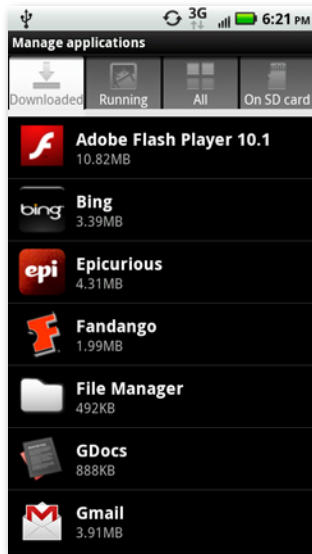 3G 6:21 PM
Manage applications
Downloaded Running All On SD card
Adobe Flash Player 10.1
10.82MB
bing
Bing
3.39MB
epi
Epicurious
4.31MB
Fandango
1.99MB
File Manager
492KB
GDocs
888KB
Gmail
3.91MB